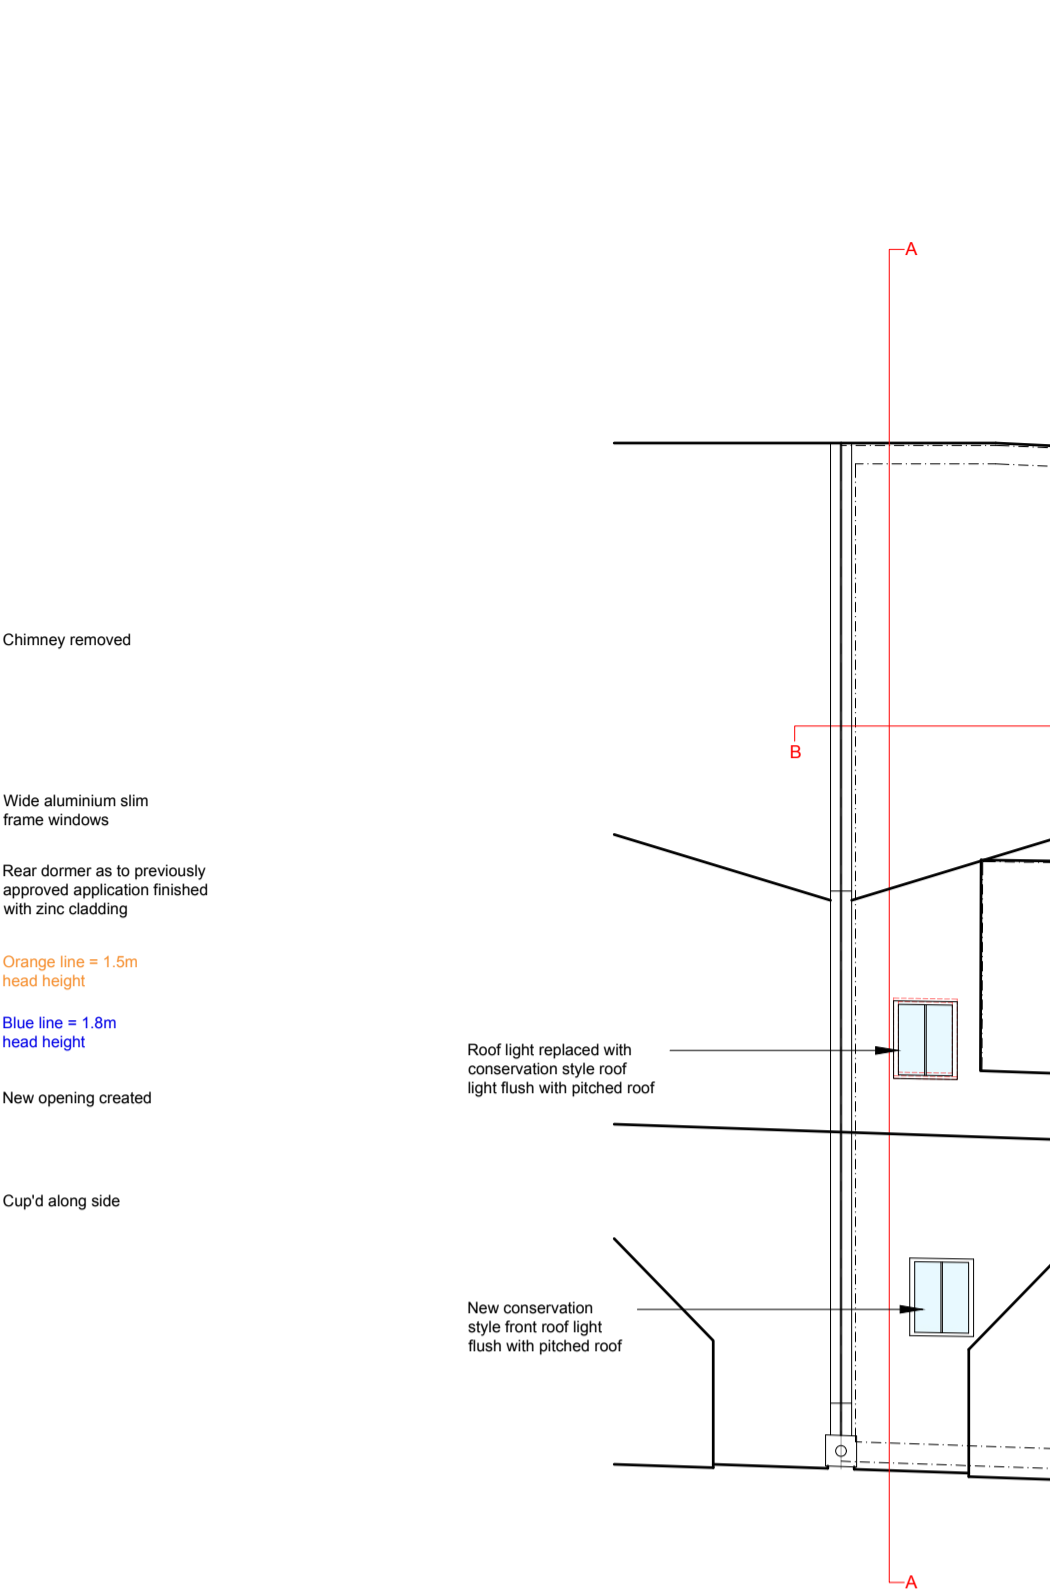 A
Chimney removed
B
Wide aluminium slim
frame windows
Rear dormer as to previously
approved application finished
with zinc cladding
Orange line = 1.5m
head height
Blue line = 1.8m
head height
New opening created
Cup'd along side
Roof light replaced with
conservation style roof
light flush with pitched roof
New conservation
style front roof light
flush with pitched roof
A